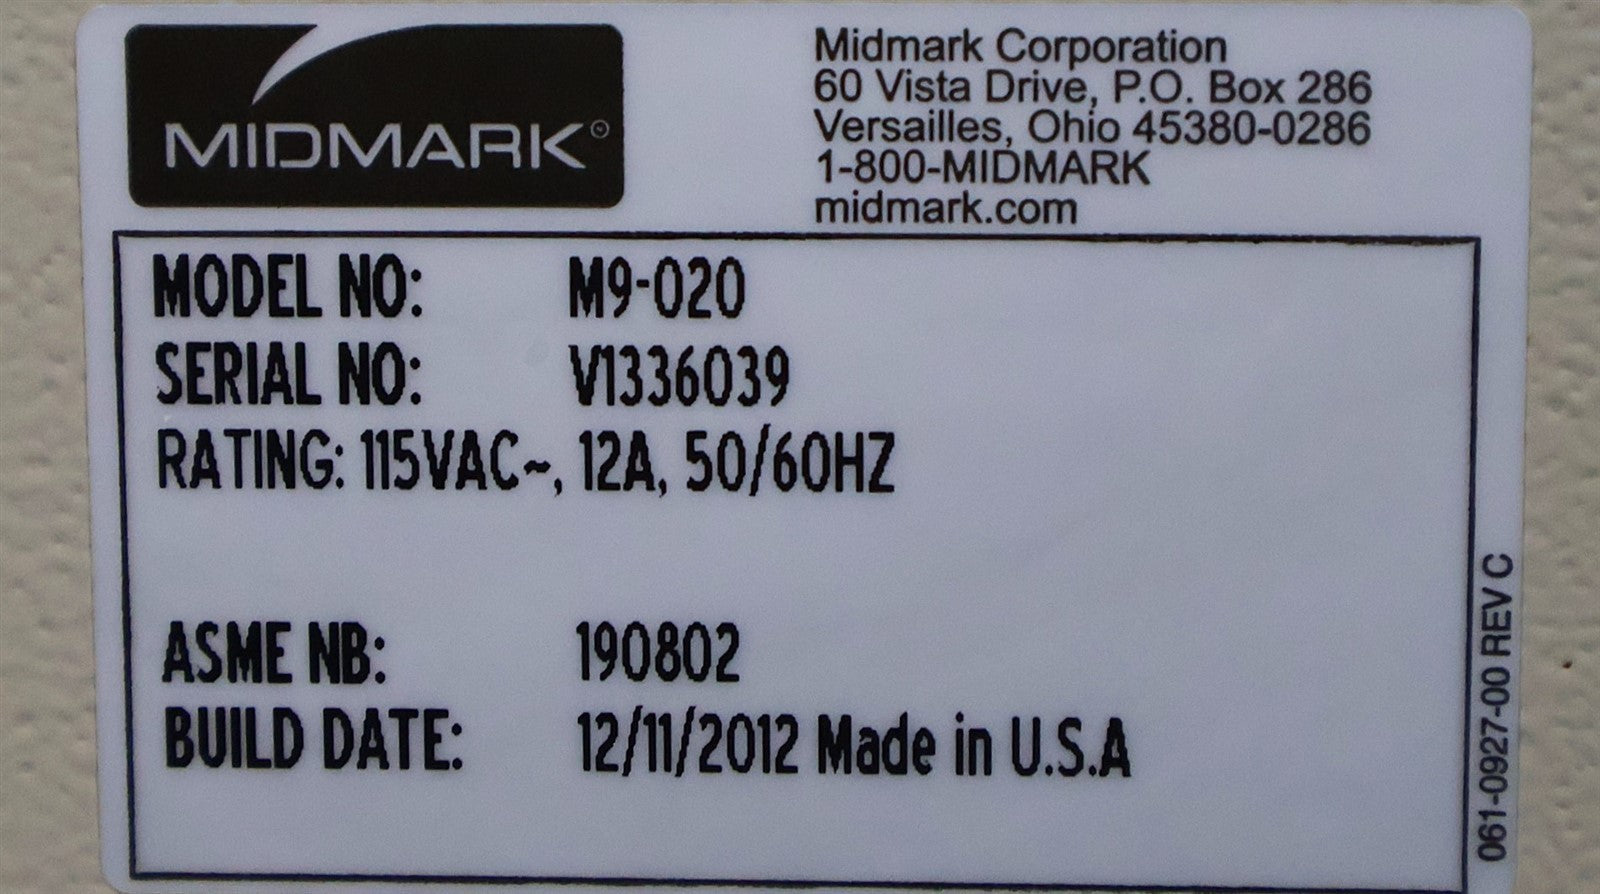 MIDMARK®
Midmark Corporation
60 Vista Drive, P.O. Box 286
Versailles, Ohio 45380-0286
1-800-MIDMARK
midmark.com
MODEL NO: M9-020
SERIAL NO: V1336039
RATING: 115VAC~, 12A, 50/60HZ
ASME NB: 190802
BUILD DATE: 12/11/2012 Made in U.S.A
061-0927-00 REV C